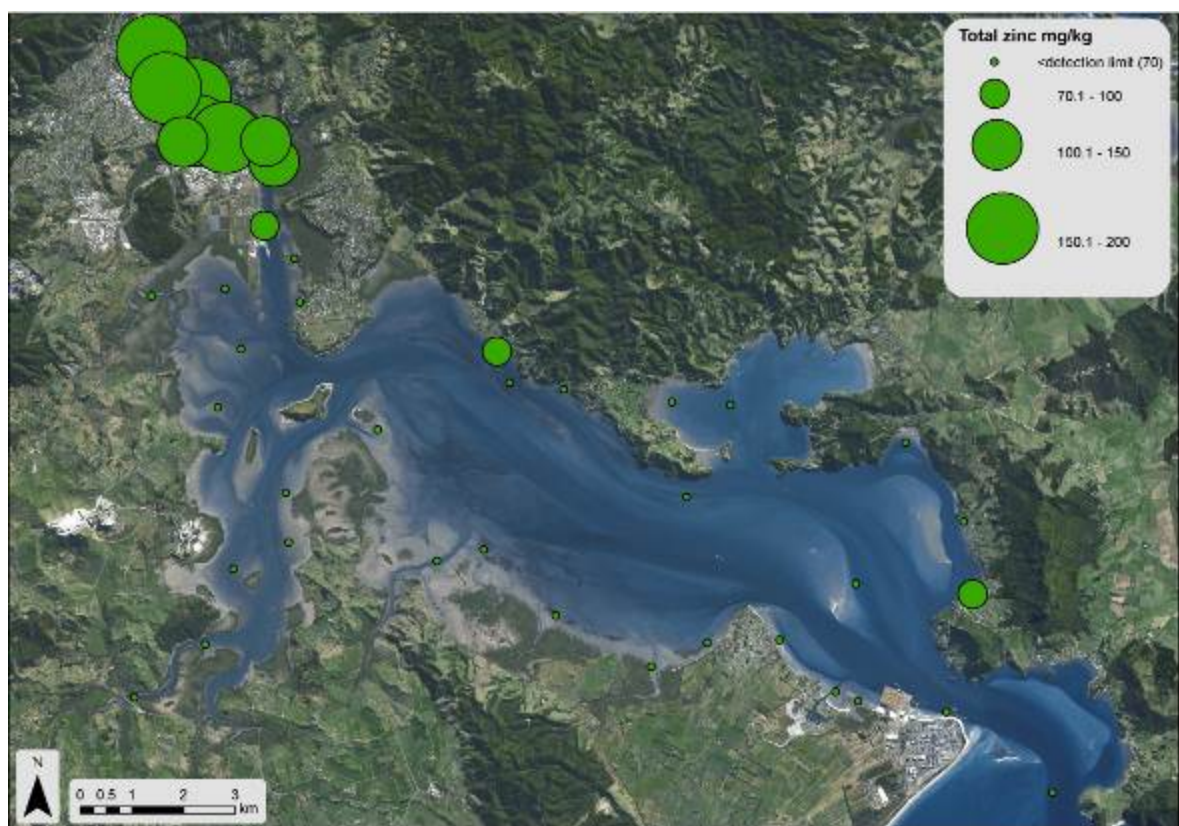 Total zinc mg/kg
<detection limit (70)
70.1 - 100
100.1 - 150
150.1 - 200
N
0 0.5 1 2 3
km